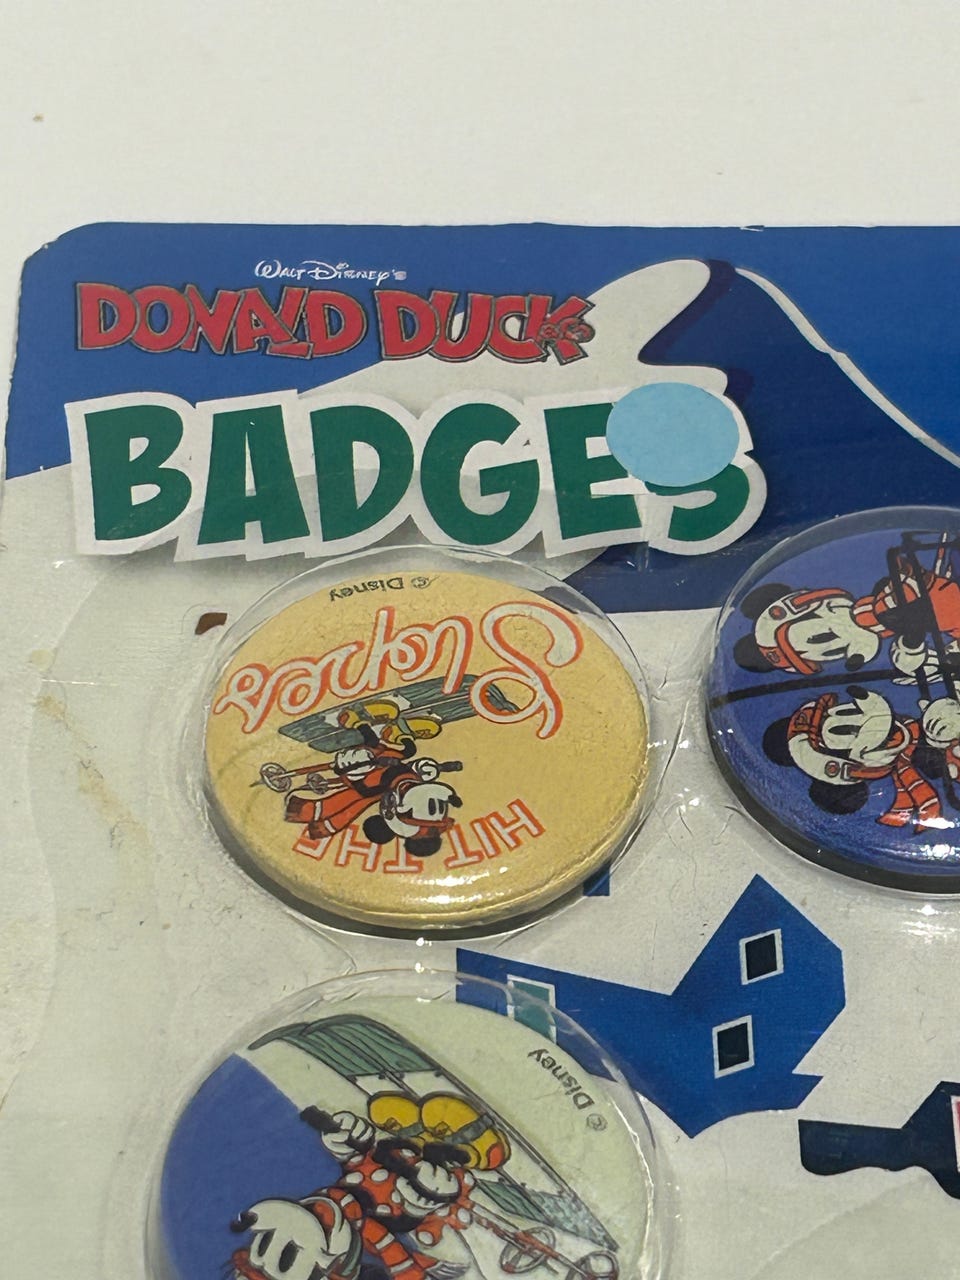 WALT DISNEY'S
DONALD DUCK
BADGES
© Disney
Slopes
HIT THE
© Disney